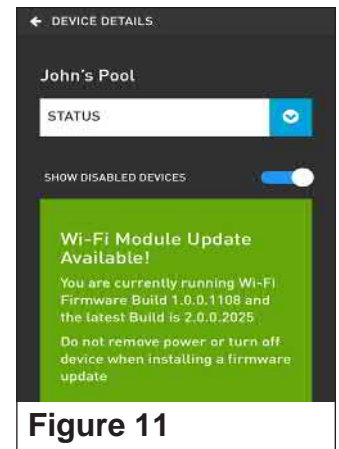 DEVICE DETAILS
John's Pool
STATUS
SHOW DISABLED DEVICES
Wi-Fi Module Update
Available!
You are currently running Wi-Fi
Firmware Build 1.0.0.1108 and
the latest Build is 2.0.0.2025
Do not remove power or turn off
device when installing a firmware
update
Figure 11